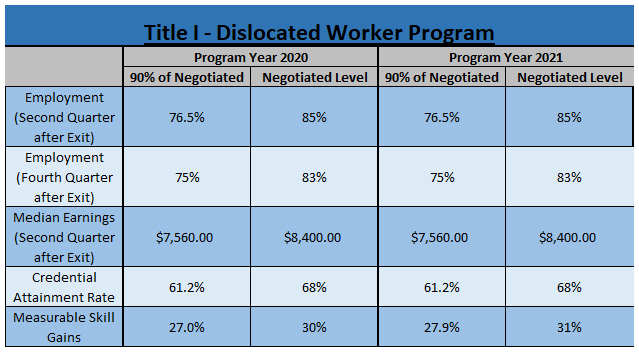 Title I - Dislocated Worker Program
Program Year 2020 Program Year 2021
90% of Negotiated Negotiated Level 90% of Negotiated Negotiated Level
Employment
(Second Quarter
after Exit)
76.5% 85% 76.5% 85%
Employment
(Fourth Quarter
after Exit)
75% 83% 75% 83%
Median Earnings
(Second Quarter
after Exit)
$7,560.00 $8,400.00 $7,560.00 $8,400.00
Credential
Attainment Rate
61.2% 68% 61.2% 68%
Measurable Skill
Gains
27.0% 30% 27.9% 31%